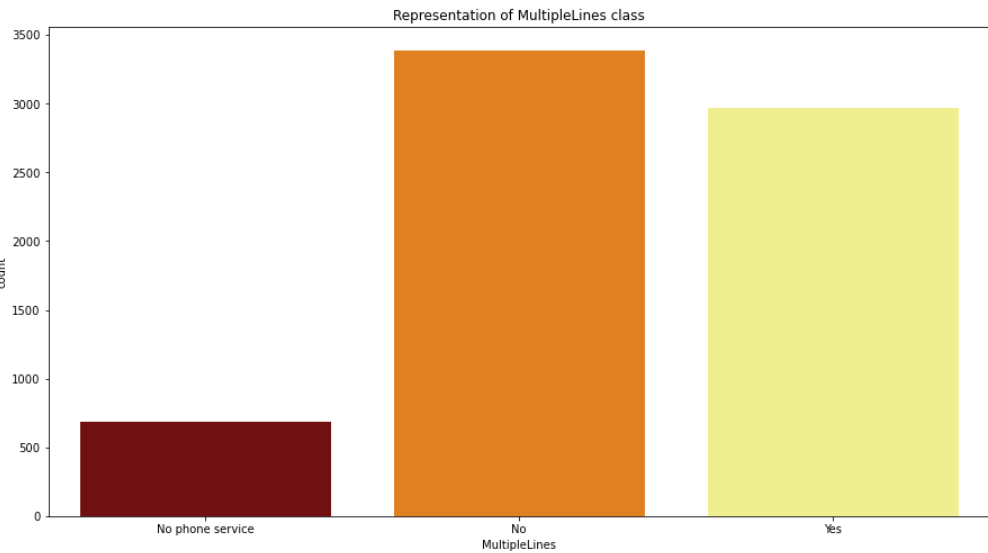 Representation of MultipleLines class
3500
3000
2500
2000
1500
1000
500
0
count
No phone service
No
Yes
MultipleLines